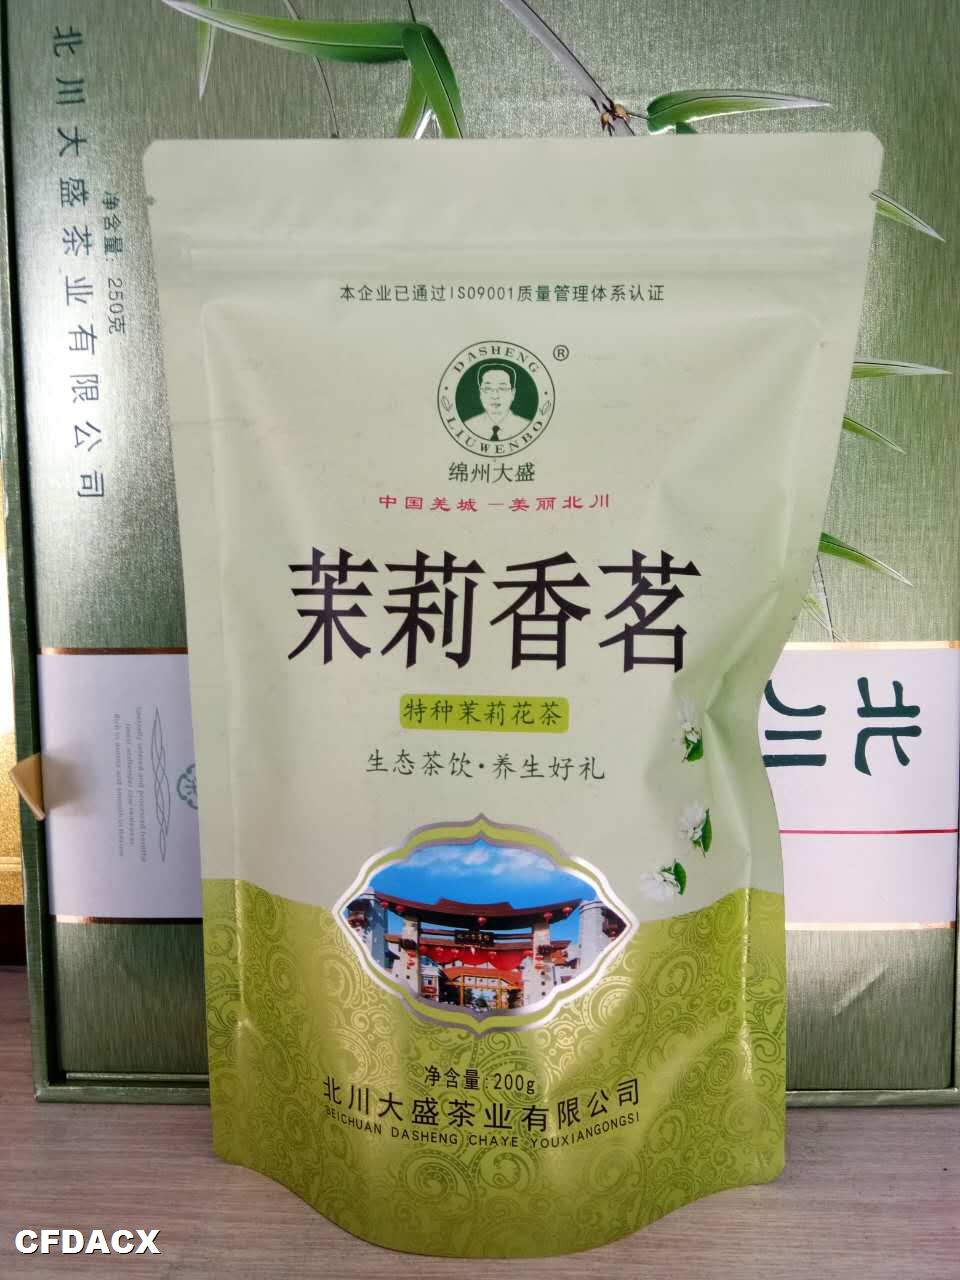 本企业已通过ISO9001质量管理体系认证
DASHENG
®
LIUWENBO
绵州大盛
中国羌城—美丽北川
茉莉香茗
特种茉莉花茶
生态茶饮·养生好礼
净含量:200g
北川大盛茶业有限公司
BEICHUAN DASHENG CHAYE YOUXIANGONGSI
北川大盛茶业有限公司
净含量:250克
北川
CFDACX